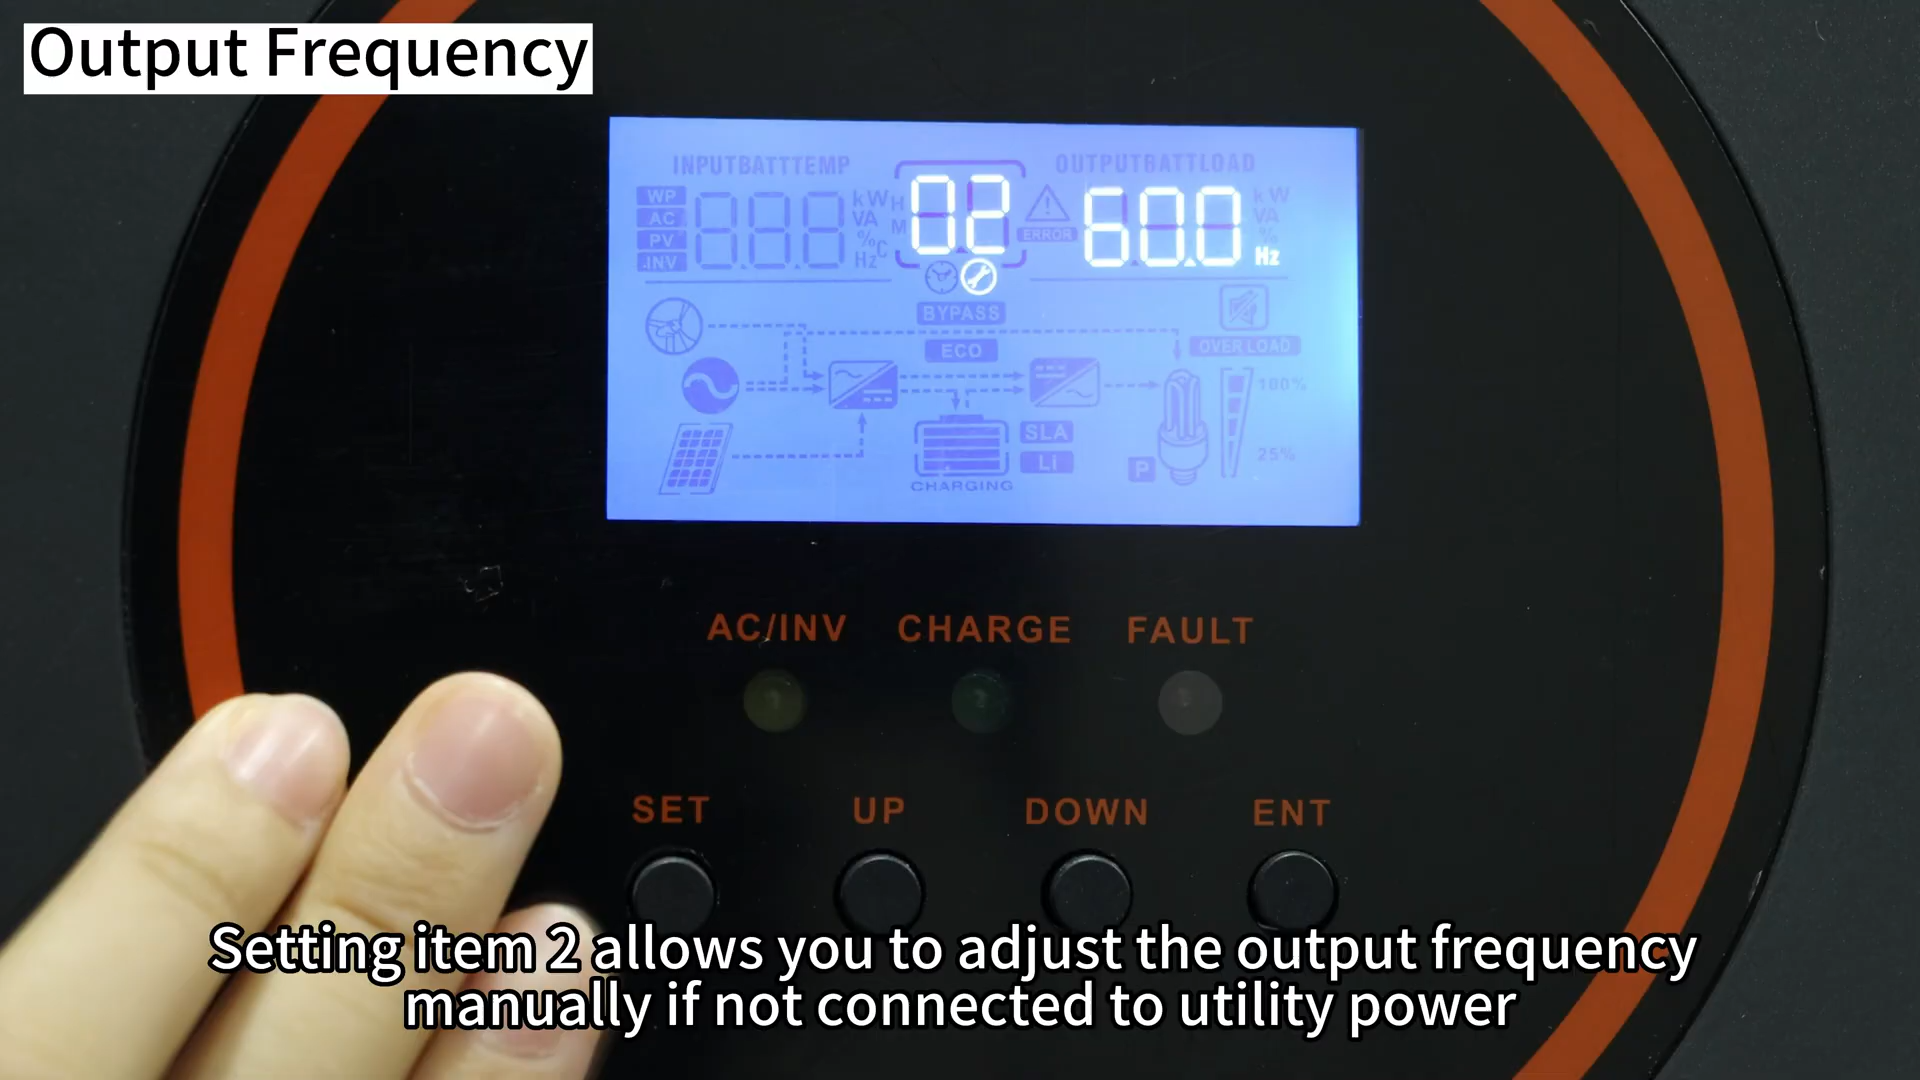 Output Frequency
INPUTBATTTEMP
OUTPUTBATTLOAD
WP
AC
PV
INV
888
kW
VA
%°C
Hz
H
M
02
ERROR
60.0
kW
VA
%
Hz
BYPASS
ECO
OVER LOAD
100%
25%
SLA
Li
P
CHARGING
AC/INV CHARGE FAULT
SET UP DOWN ENT
Setting item 2 allows you to adjust the output frequency
manually if not connected to utility power